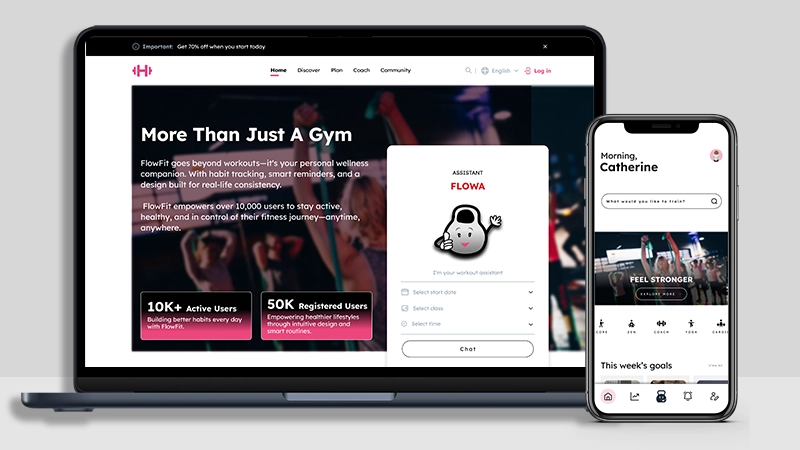 Important: Get 70% off when you start today
Home Discover Plan Coach Community
English
Log in
More Than Just A Gym
FlowFit goes beyond workouts—it's your personal wellness
companion. With habit tracking, smart reminders, and a
design built for real-life consistency.
FlowFit empowers over 10,000 users to stay active,
healthy, and in control of their fitness journey—anytime,
anywhere.
10K+ Active Users
Building better habits every day
with FlowFit.
50K Registered Users
Empowering healthier lifestyles
through intuitive design and
smart routines.
ASSISTANT
FLOWA
I'm your workout assistant
Select start date
Select class
Select time
Chat
Morning,
Catherine
What would you like to train?
FEEL STRONGER
EXPLORE MORE
CORE ZEN COACH YOGA CARDIO
This week's goals
View All